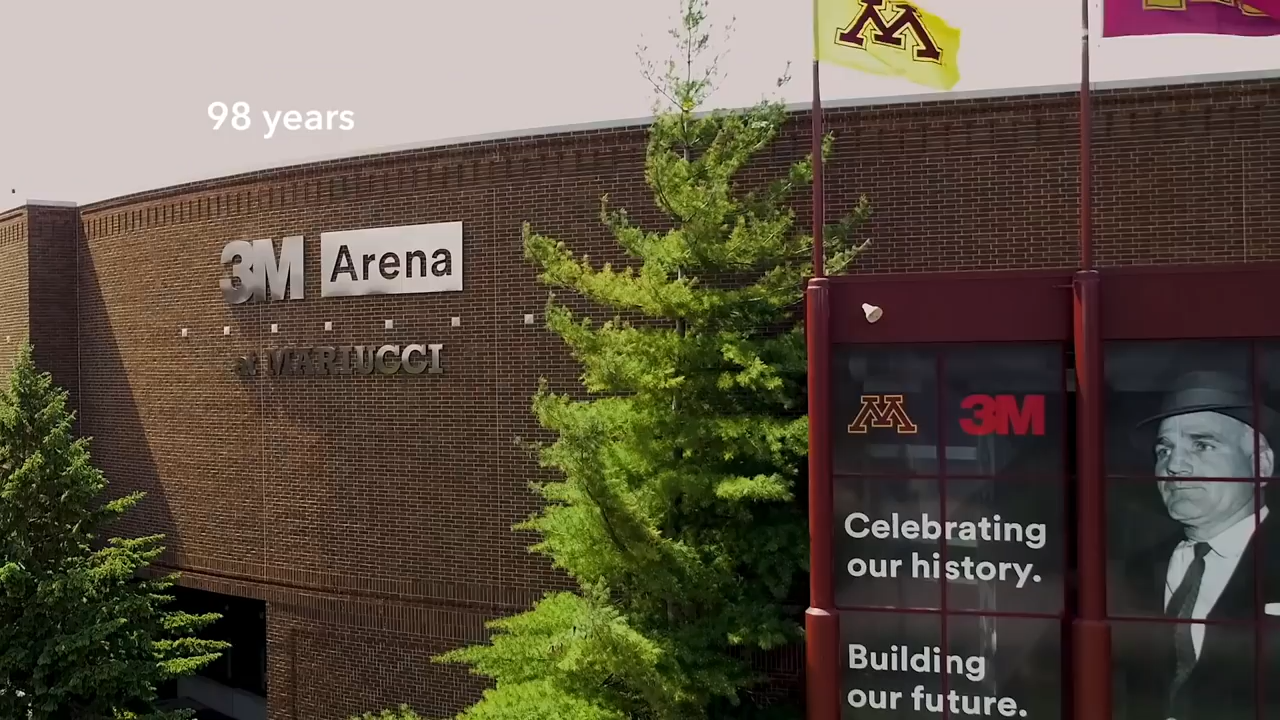 98 years
M
3M Arena
at MARIUCCI
M 3M
Celebrating
our history.
Building
our future.